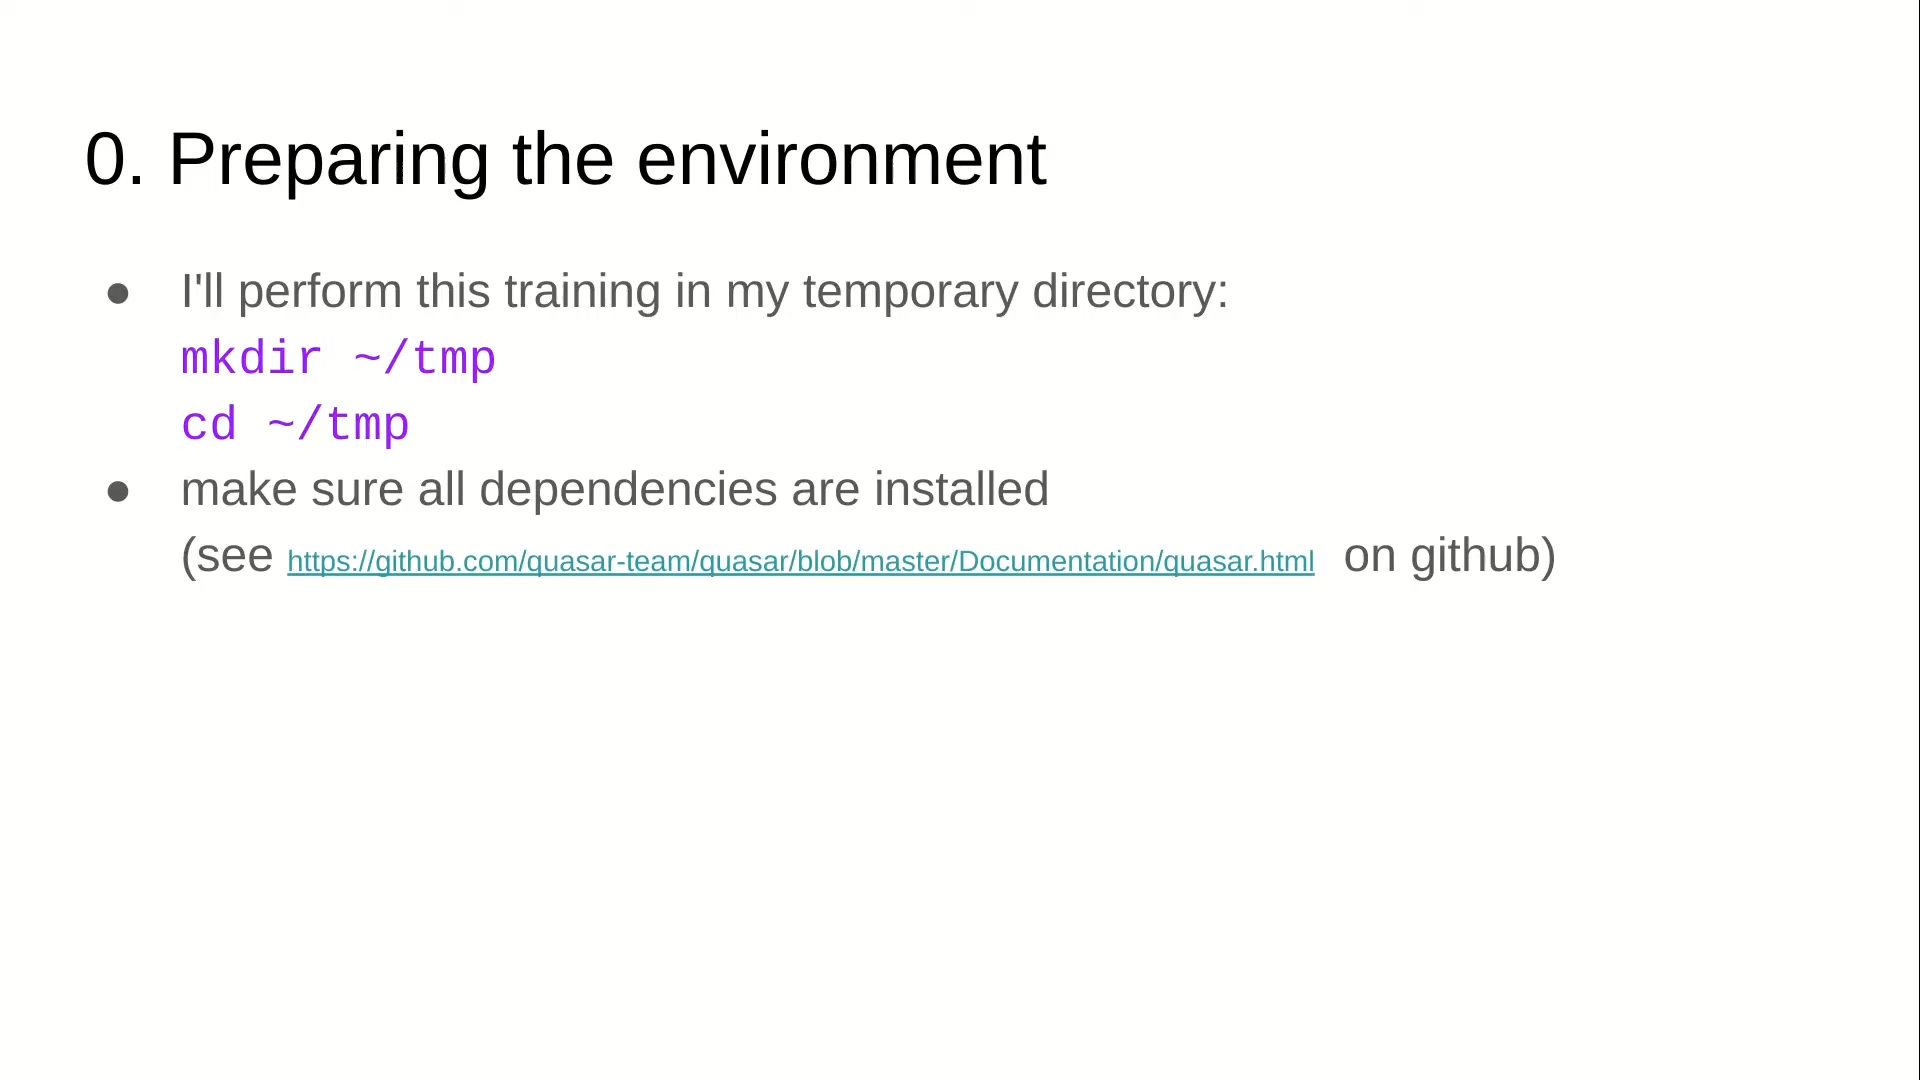 0. Preparing the environment
● I'll perform this training in my temporary directory:
mkdir ~/tmp
cd ~/tmp
● make sure all dependencies are installed
(see https://github.com/quasar-team/quasar/blob/master/Documentation/quasar.html on github)